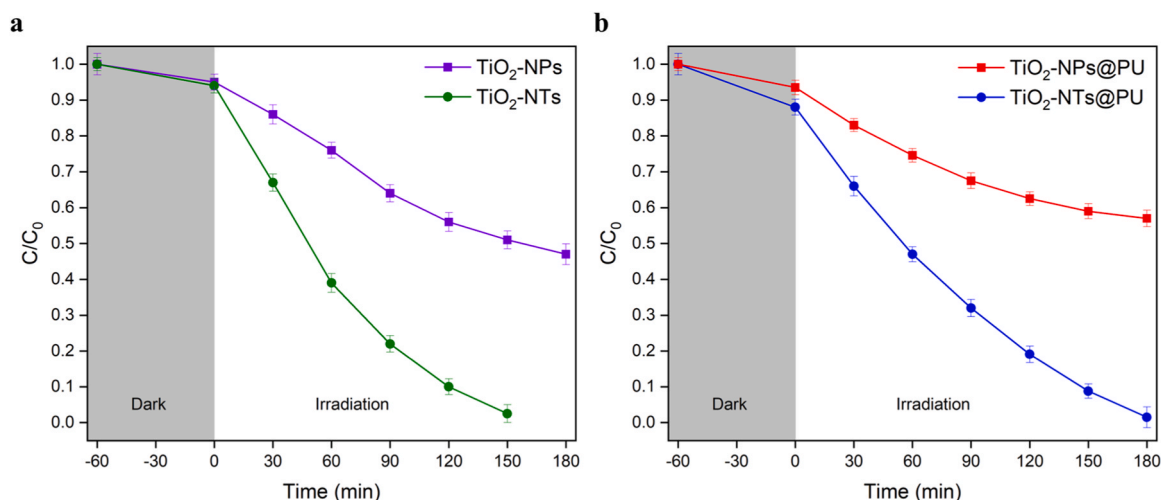 a
1.0
0.9
0.8
0.7
0.6
0.5
0.4
0.3
0.2
0.1
0.0
C/C0
TiO2-NPs
TiO2-NTs
Dark
Irradiation
-60 -30 0 30 60 90 120 150 180
Time (min)
b
1.0
0.9
0.8
0.7
0.6
0.5
0.4
0.3
0.2
0.1
0.0
C/C0
TiO2-NPs@PU
TiO2-NTs@PU
Dark
Irradiation
-60 -30 0 30 60 90 120 150 180
Time (min)